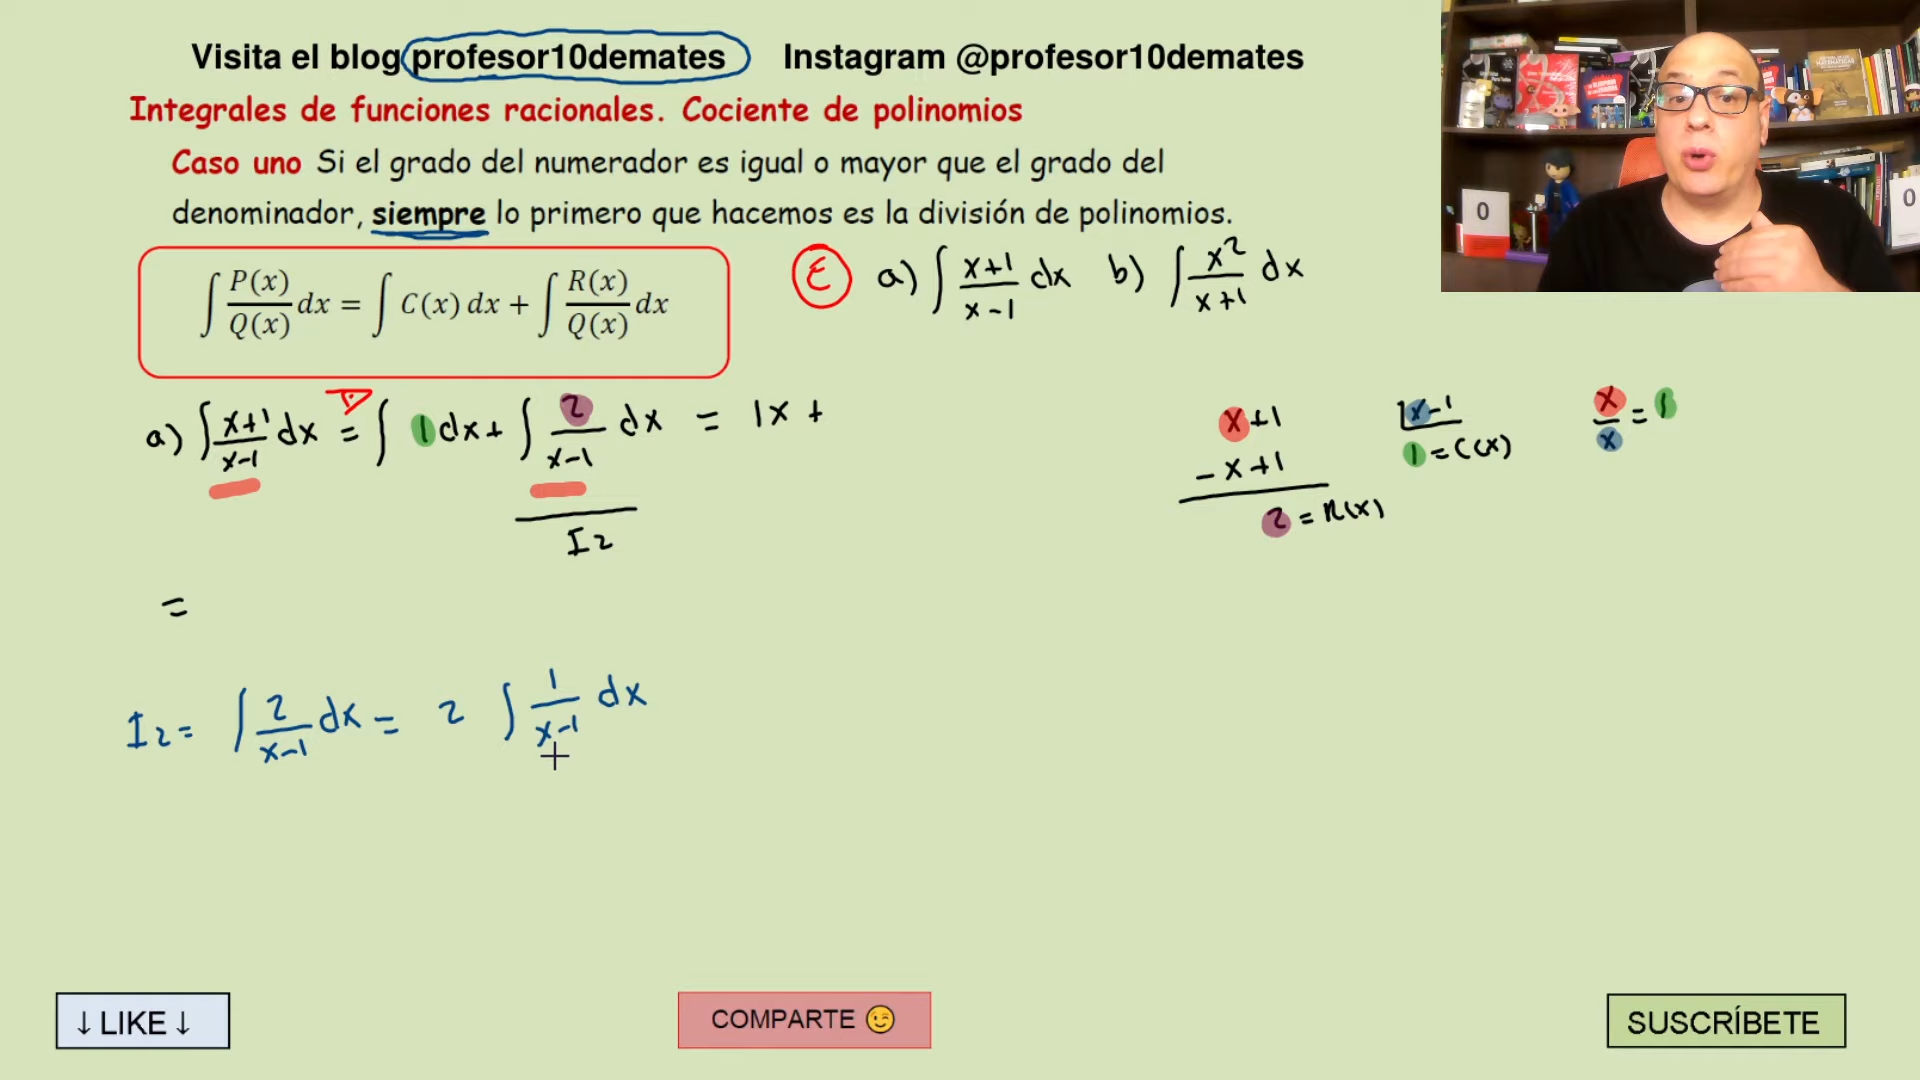 Visita el blog profesor10demates Instagram @profesor10demates
Integrales de funciones racionales. Cociente de polinomios
Caso uno Si el grado del numerador es igual o mayor que el grado del
denominador, siempre lo primero que hacemos es la división de polinomios.
∫ P(x)/Q(x) dx = ∫ C(x) dx + ∫ R(x)/Q(x) dx
E a) ∫ x+1/x-1 dx b) ∫ x²/x+1 dx
a) ∫ x+1/x-1 dx = ∫ 1 dx + ∫ 2/x-1 dx = 1x +
I2
=
x+1 x-1
-x+1 1 = C(x)
2 = R(x)
x/x = 1
I2 = ∫ 2/x-1 dx = 2 ∫ 1/x-1 dx
0
0
↓ LIKE ↓
COMPARTE 😉
SUSCRÍBETE